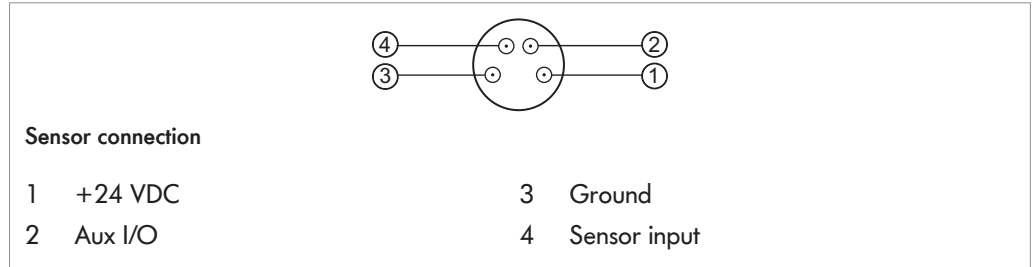 4 2
3 1
Sensor connection
1 +24 VDC 3 Ground
2 Aux I/O 4 Sensor input